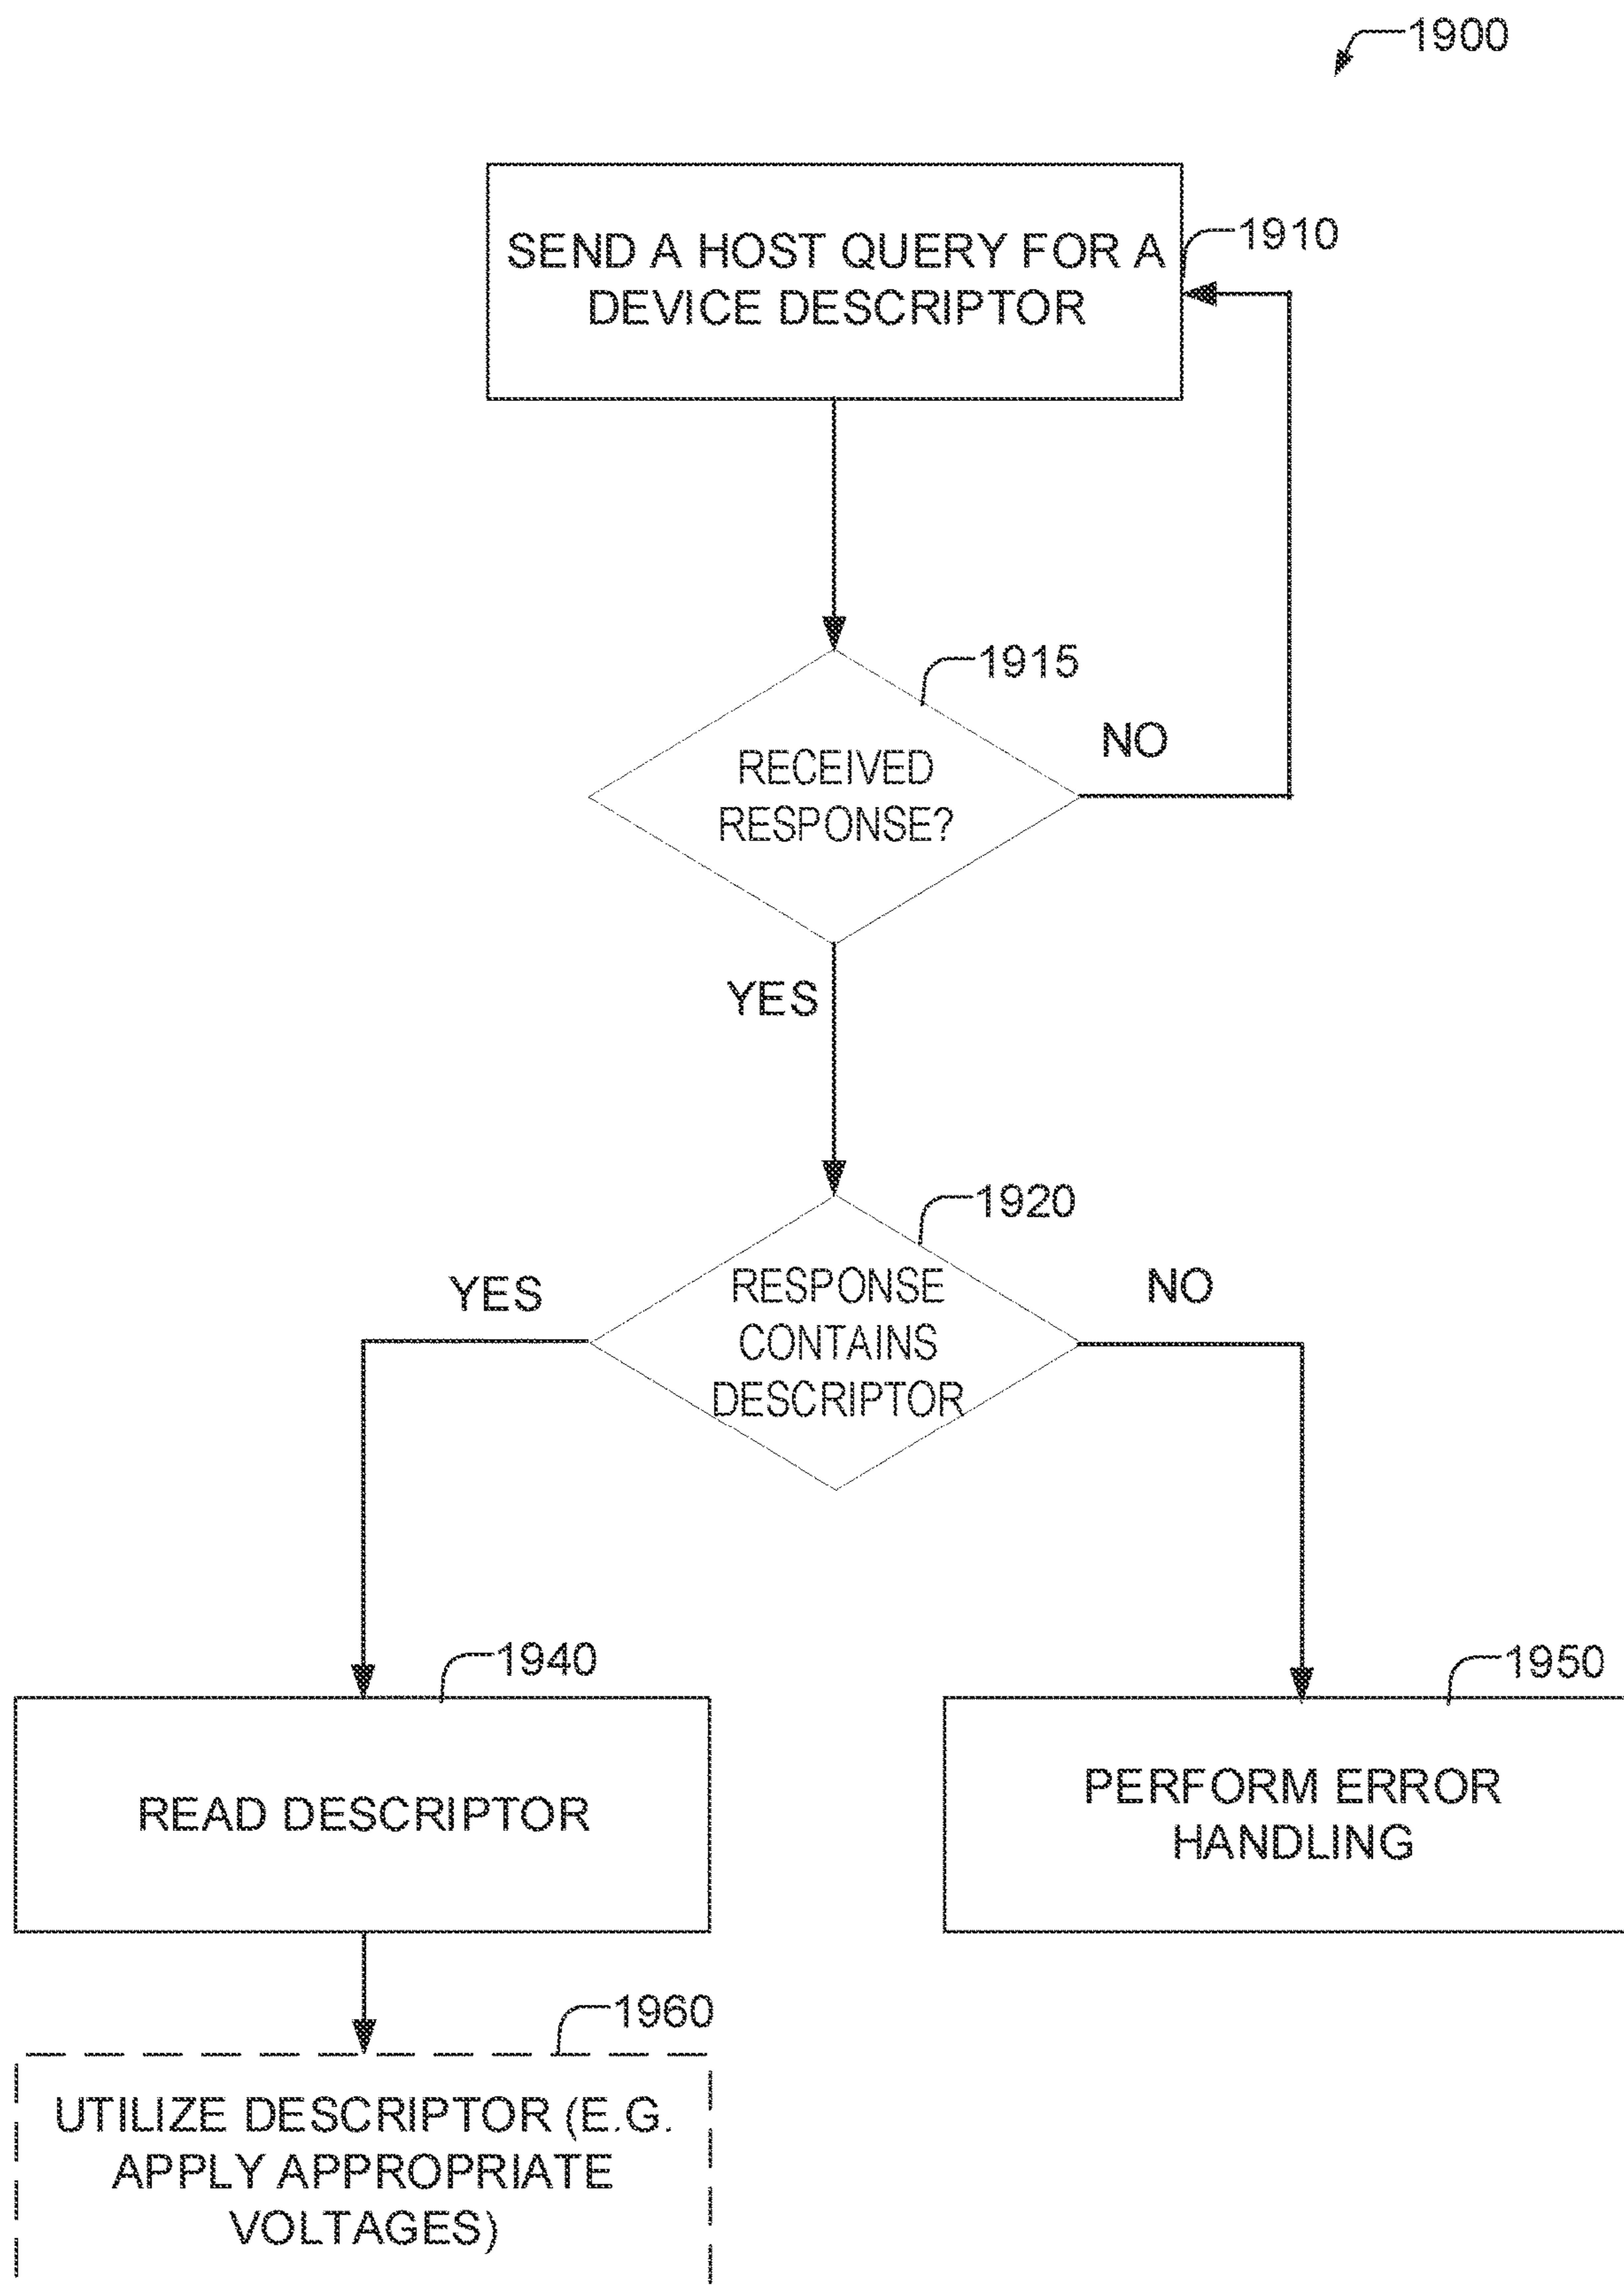 1900
SEND A HOST QUERY FOR A
DEVICE DESCRIPTOR
1910
1915
NO
RECEIVED
RESPONSE?
YES
1920
YES
NO
RESPONSE
CONTAINS
DESCRIPTOR
1940
1950
READ DESCRIPTOR
PERFORM ERROR
HANDLING
1960
UTILIZE DESCRIPTOR (E.G.
APPLY APPROPRIATE
VOLTAGES)